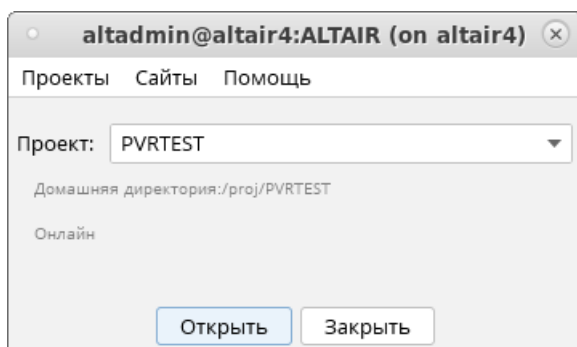 altadmin@altair4:ALTAIR (on altair4)
Проекты Сайты Помощь
Проект: PVRTEST
Домашняя директория:/proj/PVRTEST
Онлайн
Открыть Закрыть